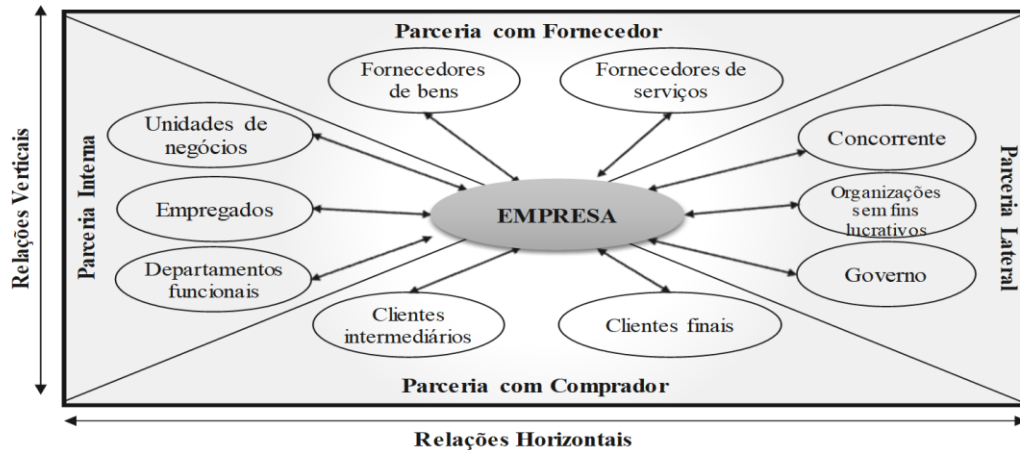 Parceria com Fornecedor
Fornecedores
de bens
Fornecedores de
serviços
Unidades de
negócios
Concorrente
Relações Verticais
Parceria Interna
Empregados
EMPRESA
Organizações
sem fins
lucrativos
Parceria Lateral
Departamentos
funcionais
Governo
Clientes
intermediários
Clientes finais
Parceria com Comprador
Relações Horizontais